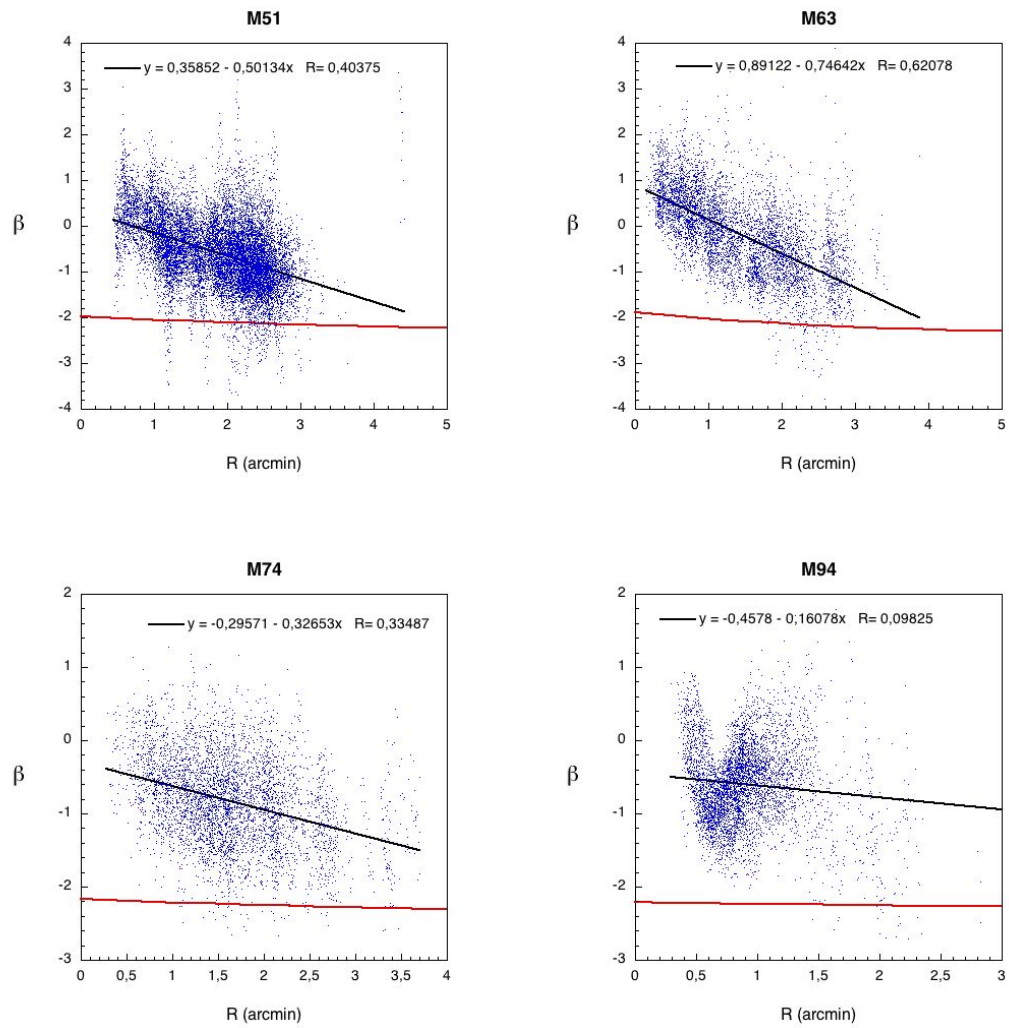 M51
y = 0,35852 - 0,50134x R= 0,40375
4
3
2
1
0
-1
-2
-3
-4
β
0 1 2 3 4 5
R (arcmin)
M63
y = 0,89122 - 0,74642x R= 0,62078
4
3
2
1
0
-1
-2
-3
-4
β
0 1 2 3 4 5
R (arcmin)
M74
y = -0,29571 - 0,32653x R= 0,33487
2
1
0
-1
-2
-3
β
0 0,5 1 1,5 2 2,5 3 3,5 4
R (arcmin)
M94
y = -0,4578 - 0,16078x R= 0,09825
2
1
0
-1
-2
-3
β
0 0,5 1 1,5 2 2,5 3
R (arcmin)